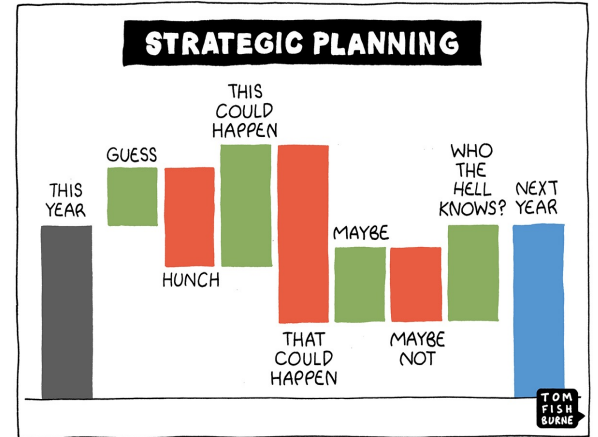 STRATEGIC PLANNING
THIS
YEAR
GUESS
HUNCH
THIS
COULD
HAPPEN
THAT
COULD
HAPPEN
MAYBE
MAYBE
NOT
WHO
THE
HELL
KNOWS?
NEXT
YEAR
TOM
FISH
BURNE